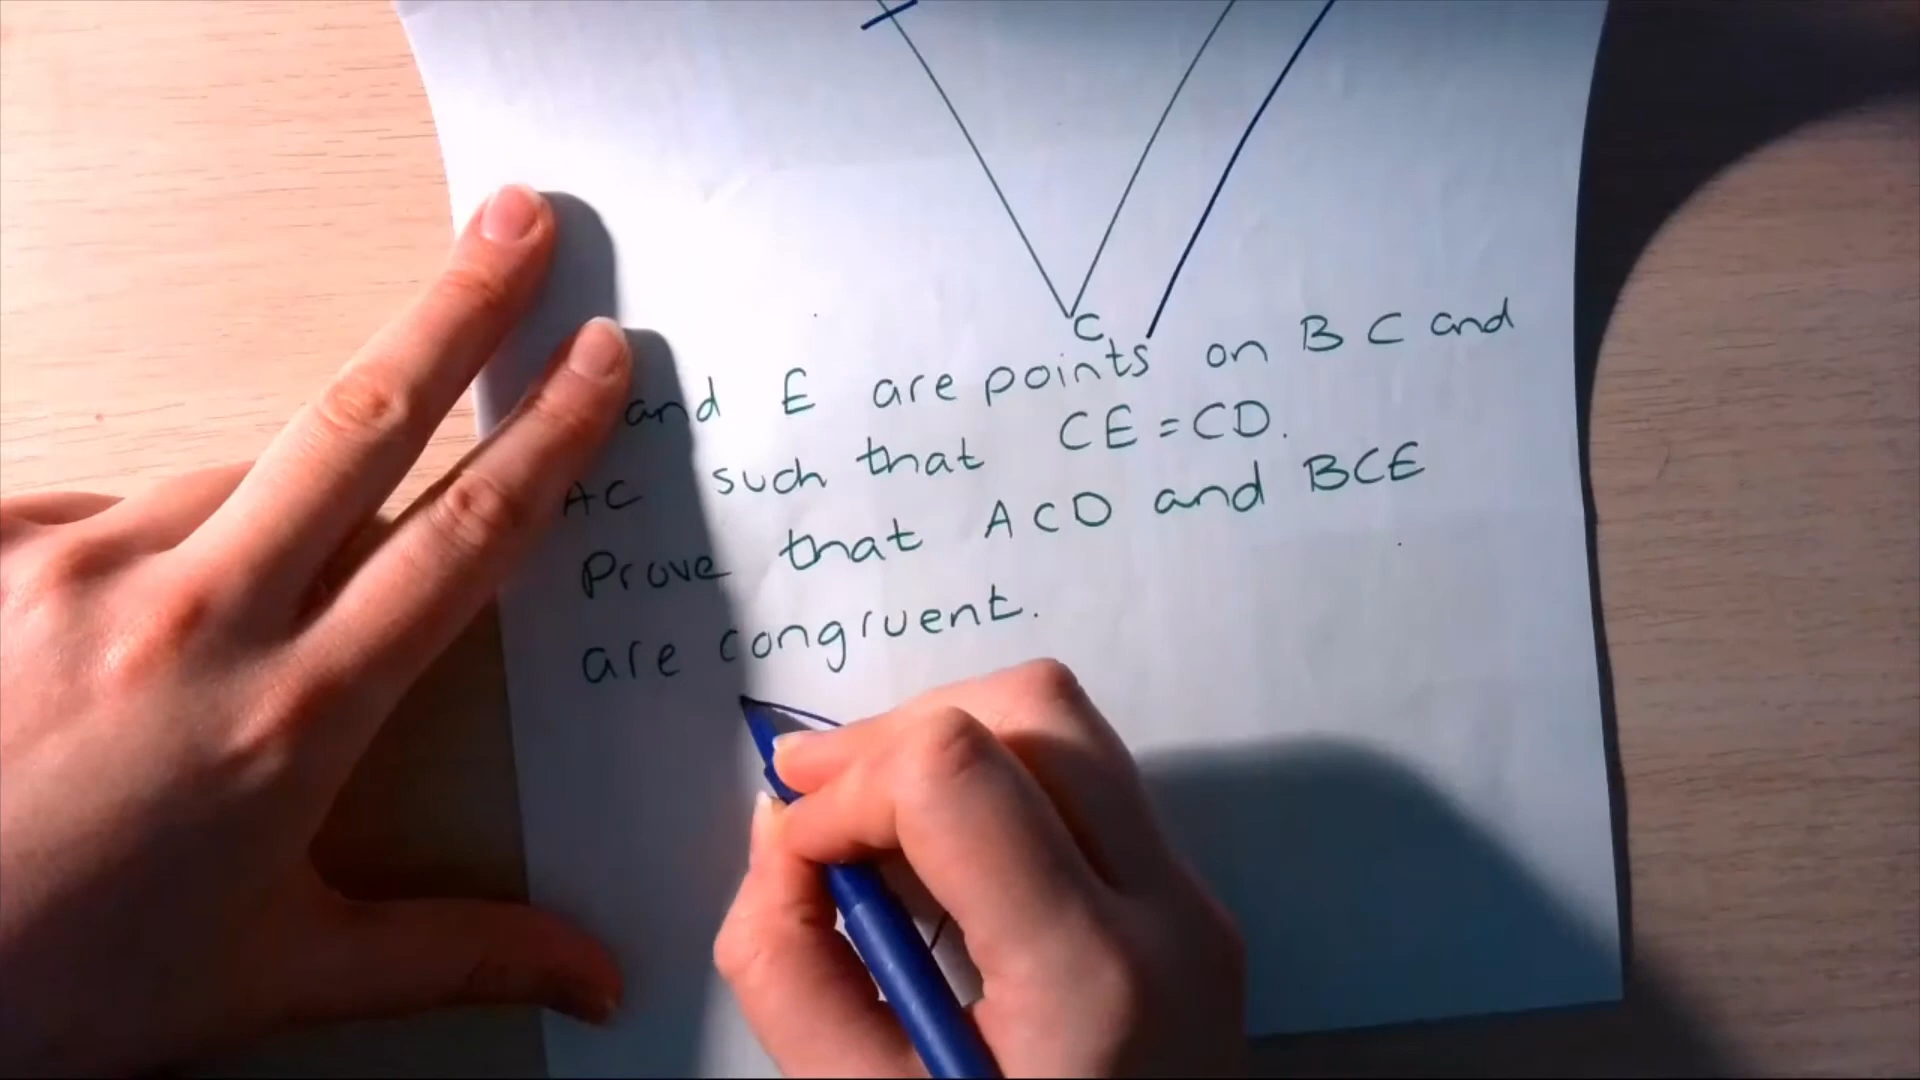 C
and E are points on BC and
AC such that CE=CD.
Prove that ACD and BCE
are congruent.